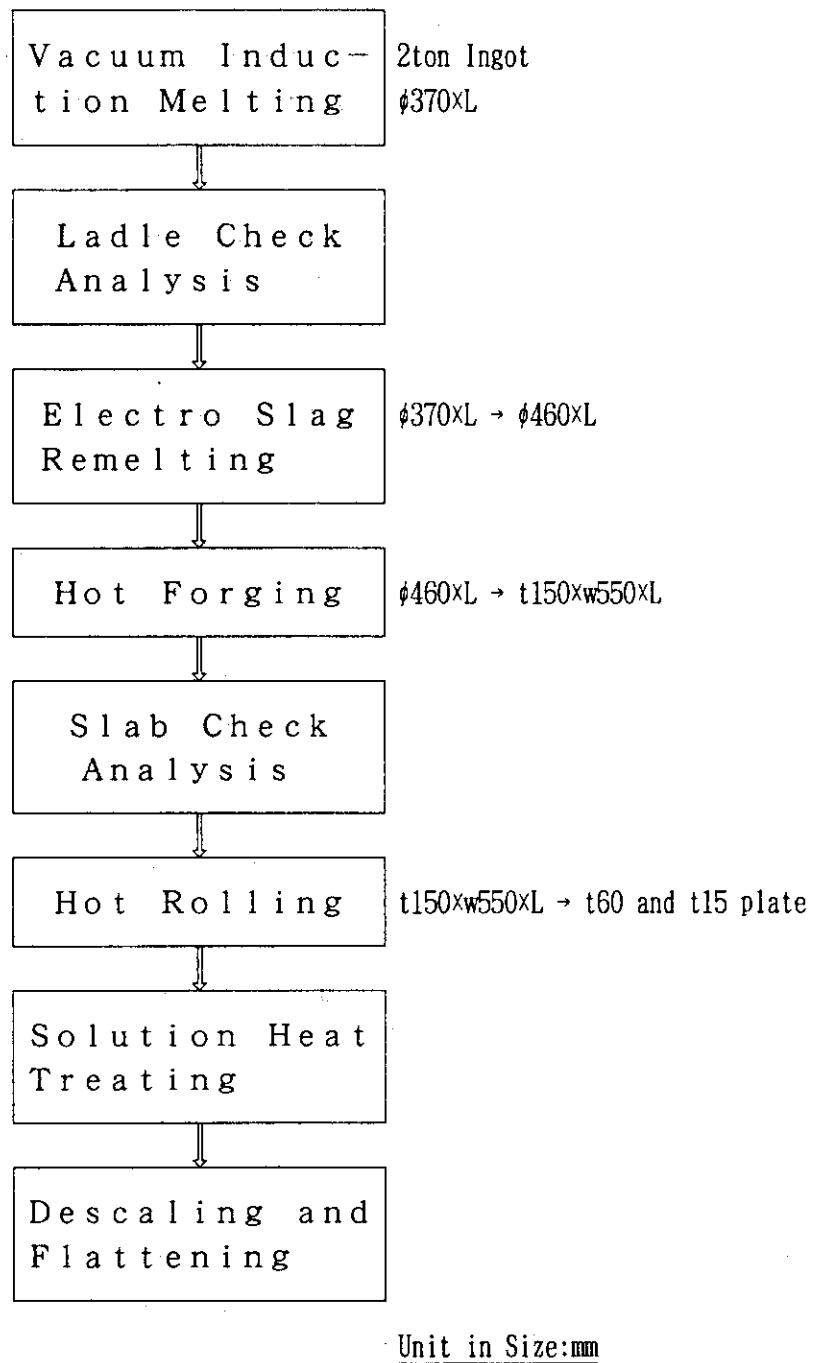 Vacuum Induc-
tion Melting
2ton Ingot
ϕ370×L
Ladle Check
Analysis
Electro Slag
Remelting
ϕ370×L → ϕ460×L
Hot Forging
ϕ460×L → t150×w550×L
Slab Check
Analysis
Hot Rolling
t150×w550×L → t60 and t15 plate
Solution Heat
Treating
Descaling and
Flattening
Unit in Size:mm